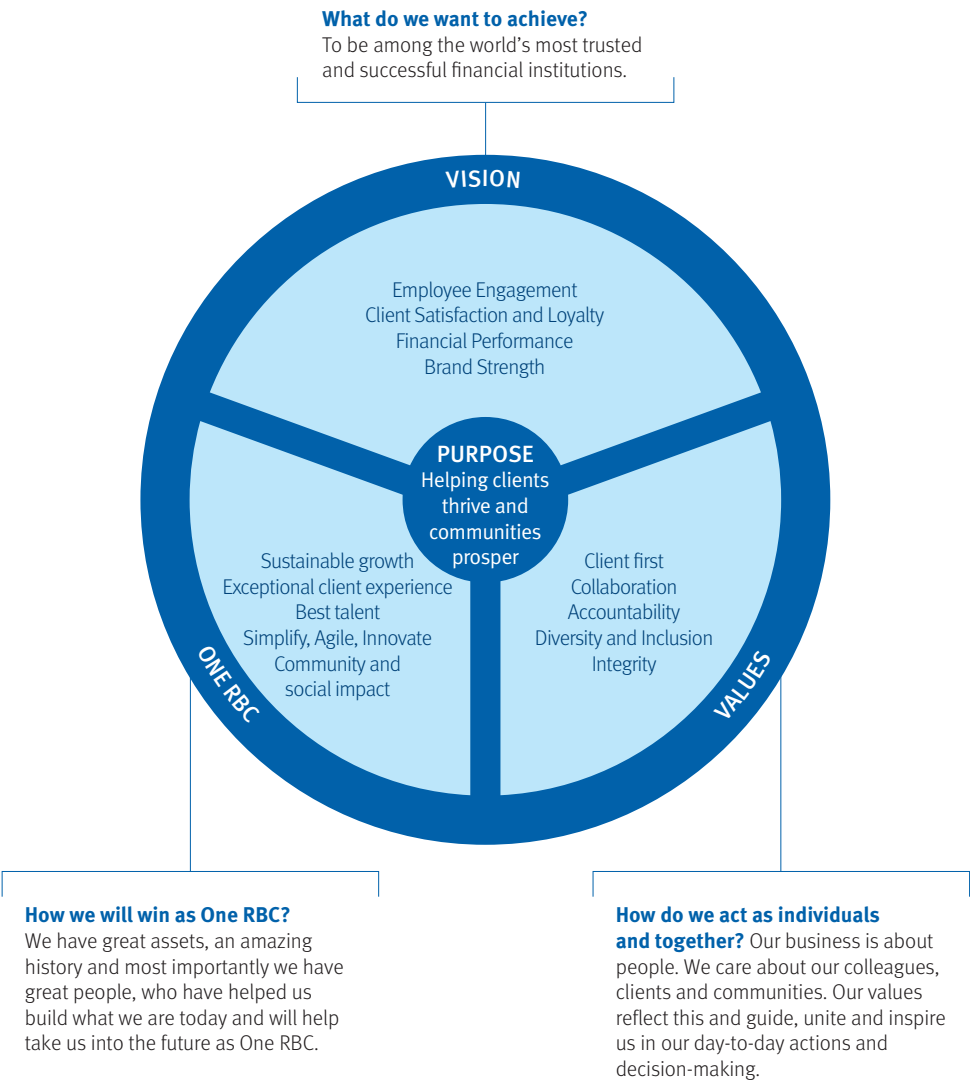 What do we want to achieve?
To be among the world’s most trusted
and successful financial institutions.
VISION
Employee Engagement
Client Satisfaction and Loyalty
Financial Performance
Brand Strength
PURPOSE
Helping clients
thrive and
communities
prosper
Sustainable growth
Exceptional client experience
Best talent
Simplify, Agile, Innovate
Community and
social impact
ONE RBC
Client first
Collaboration
Accountability
Diversity and Inclusion
Integrity
VALUES
How we will win as One RBC?
We have great assets, an amazing
history and most importantly we have
great people, who have helped us
build what we are today and will help
take us into the future as One RBC.
How do we act as individuals
and together? Our business is about
people. We care about our colleagues,
clients and communities. Our values
reflect this and guide, unite and inspire
us in our day-to-day actions and
decision-making.